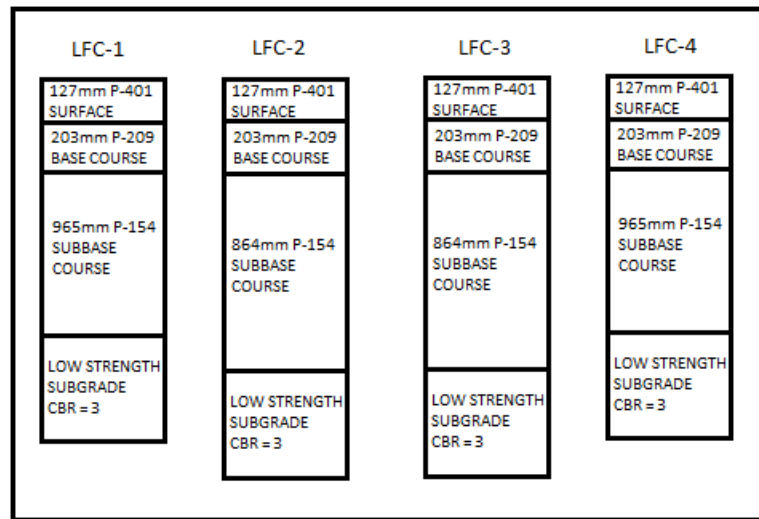 LFC-1
127mm P-401
SURFACE
203mm P-209
BASE COURSE
965mm P-154
SUBBASE
COURSE
LOW STRENGTH
SUBGRADE
CBR = 3
LFC-2
127mm P-401
SURFACE
203mm P-209
BASE COURSE
864mm P-154
SUBBASE
COURSE
LOW STRENGTH
SUBGRADE
CBR = 3
LFC-3
127mm P-401
SURFACE
203mm P-209
BASE COURSE
864mm P-154
SUBBASE
COURSE
LOW STRENGTH
SUBGRADE
CBR = 3
LFC-4
127mm P-401
SURFACE
203mm P-209
BASE COURSE
965mm P-154
SUBBASE
COURSE
LOW STRENGTH
SUBGRADE
CBR = 3